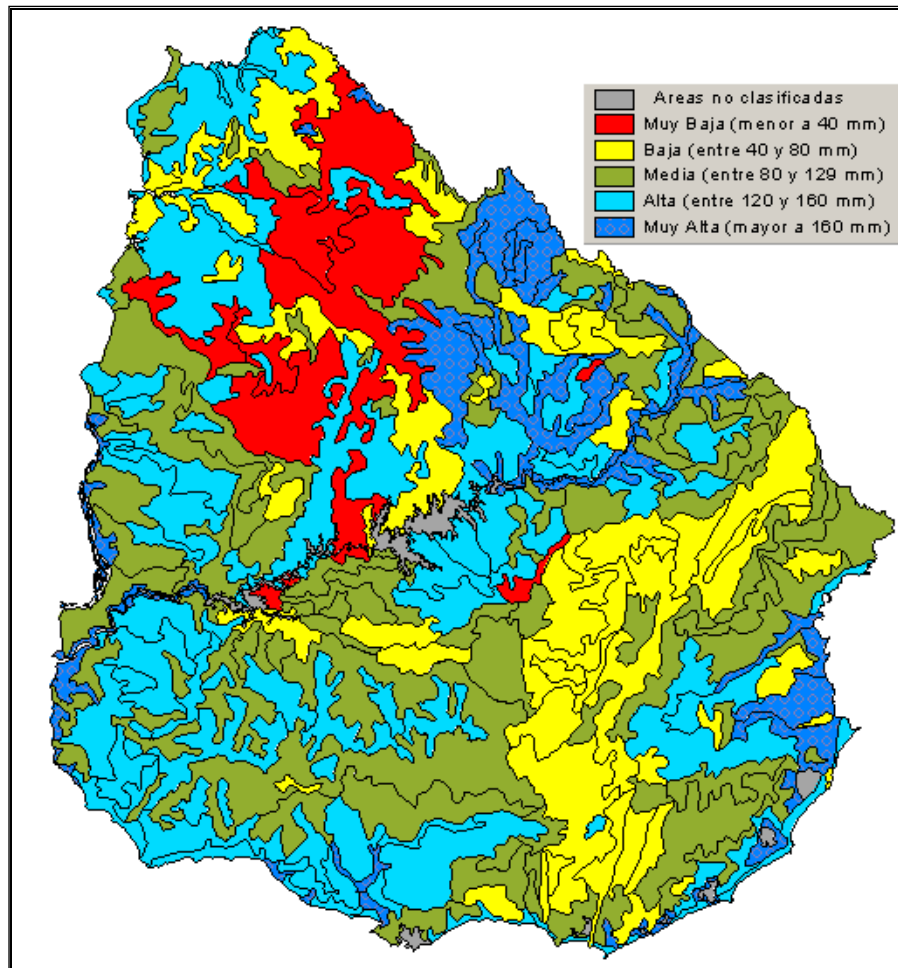 Areas no clasificadas
Muy Baja (menor a 40 mm)
Baja (entre 40 y 80 mm)
Media (entre 80 y 129 mm)
Alta (entre 120 y 160 mm)
Muy Alta (mayor a 160 mm)